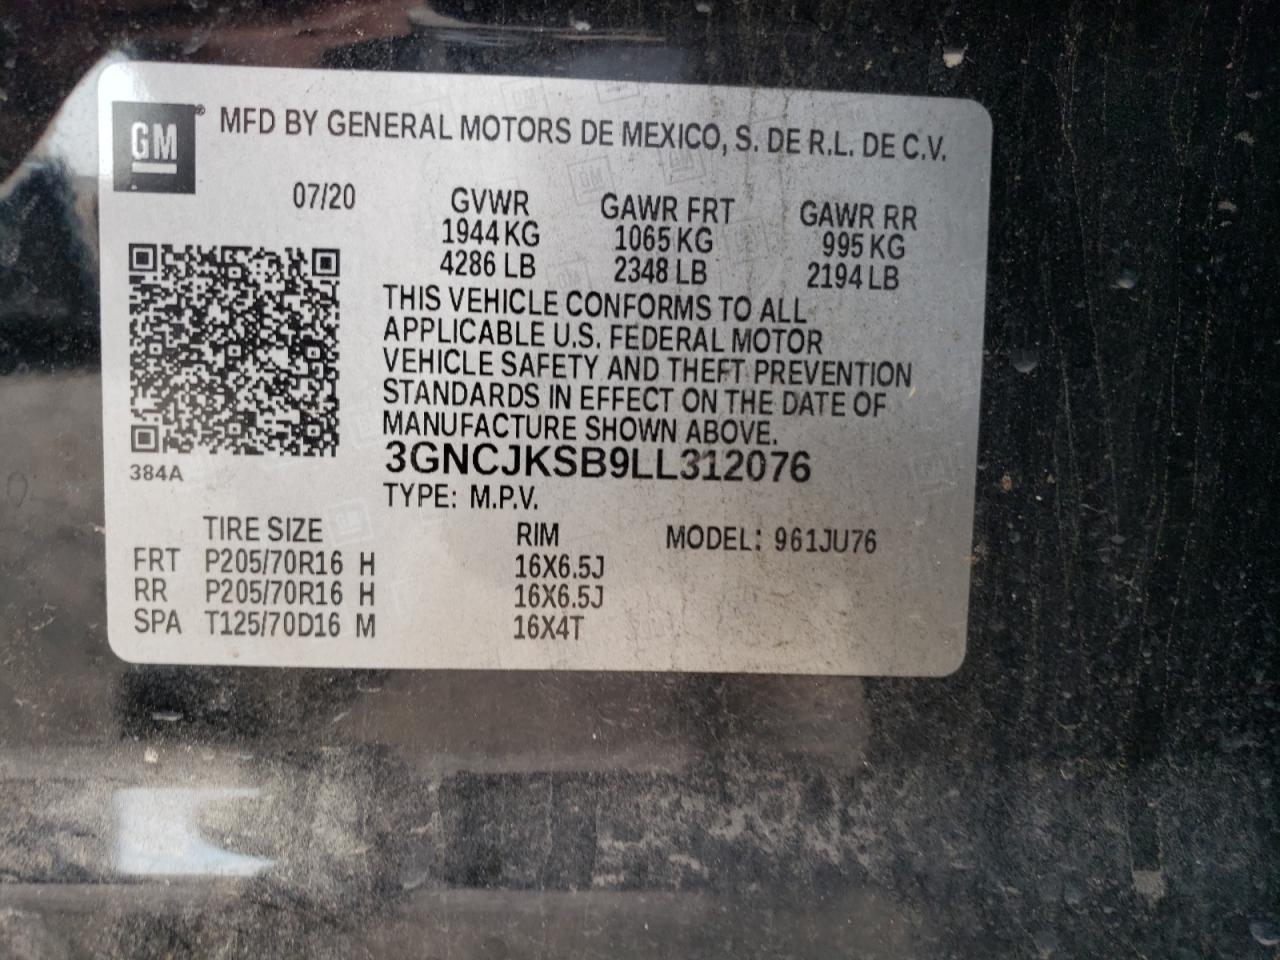 GM® MFD BY GENERAL MOTORS DE MEXICO, S. DE R.L. DE C.V.
07/20 GVWR GAWR FRT GAWR RR
1944 KG 1065 KG 995 KG
4286 LB 2348 LB 2194 LB
THIS VEHICLE CONFORMS TO ALL
APPLICABLE U.S. FEDERAL MOTOR
VEHICLE SAFETY AND THEFT PREVENTION
STANDARDS IN EFFECT ON THE DATE OF
MANUFACTURE SHOWN ABOVE.
3GNCJKSB9LL312076
384A
TYPE: M.P.V.
TIRE SIZE RIM MODEL: 961JU76
FRT P205/70R16 H 16X6.5J
RR P205/70R16 H 16X6.5J
SPA T125/70D16 M 16X4T